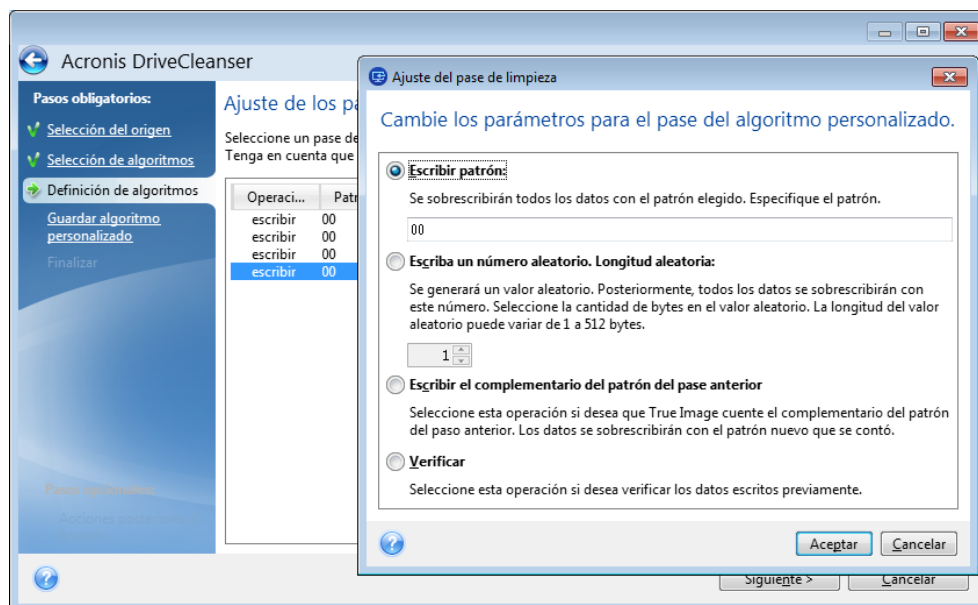 Acronis DriveCleanser
Pasos obligatorios:
Selección del origen
Selección de algoritmos
Definición de algoritmos
Guardar algoritmo
personalizado
Finalizar
Ajuste de los pa
Seleccione un pase de
Tenga en cuenta que
Operaci... Patr
escribir 00
escribir 00
escribir 00
escribir 00
Ajuste del pase de limpieza
Cambie los parámetros para el pase del algoritmo personalizado.
Escribir patrón:
Se sobrescribirán todos los datos con el patrón elegido. Especifique el patrón.
00
Escriba un número aleatorio. Longitud aleatoria:
Se generará un valor aleatorio. Posteriormente, todos los datos se sobrescribirán con
este número. Seleccione la cantidad de bytes en el valor aleatorio. La longitud del valor
aleatorio puede variar de 1 a 512 bytes.
1
Escribir el complementario del patrón del pase anterior
Seleccione esta operación si desea que True Image cuente el complementario del patrón
del paso anterior. Los datos se sobrescribirán con el patrón nuevo que se contó.
Verificar
Seleccione esta operación si desea verificar los datos escritos previamente.
Aceptar Cancelar
Siguiente > Cancelar